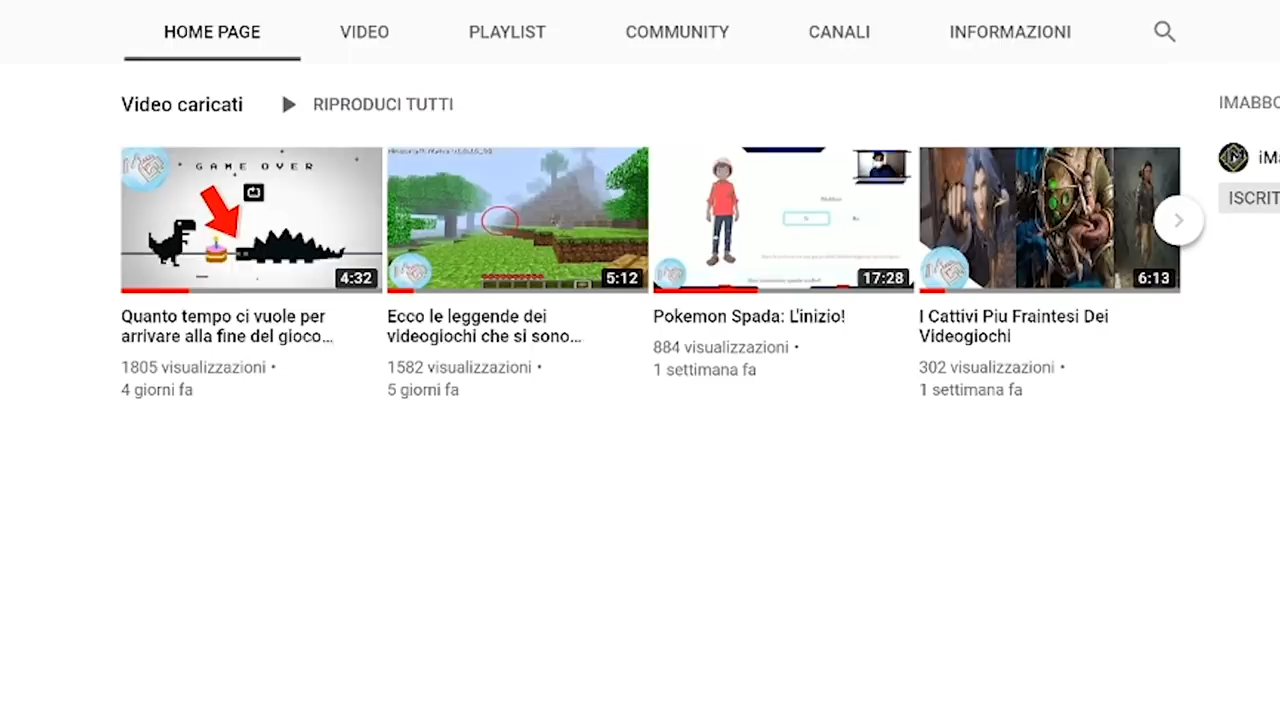 HOME PAGE VIDEO PLAYLIST COMMUNITY CANALI INFORMAZIONI
Video caricati RIPRODUCI TUTTI
IMABBO
GAME OVER
iMa
ISCRIT
4:32
5:12
17:28
6:13
Quanto tempo ci vuole per
arrivare alla fine del gioco...
1805 visualizzazioni •
4 giorni fa
Ecco le leggende dei
videogiochi che si sono...
1582 visualizzazioni •
5 giorni fa
Pokemon Spada: L'inizio!
884 visualizzazioni •
1 settimana fa
I Cattivi Piu Fraintesi Dei
Videogiochi
302 visualizzazioni •
1 settimana fa